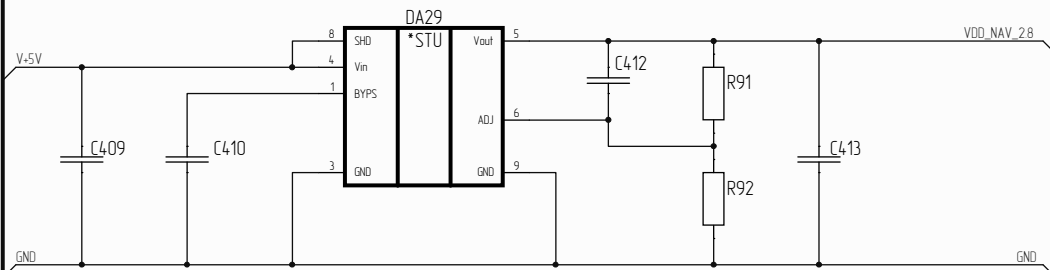 DA29
8 SHD *STU Vout 5 VDD_NAV_2.8
V+5V 4 Vin C412
1 BYPS R91
ADJ 6
C409 C410 C413
3 GND GND 9
R92
GND GND